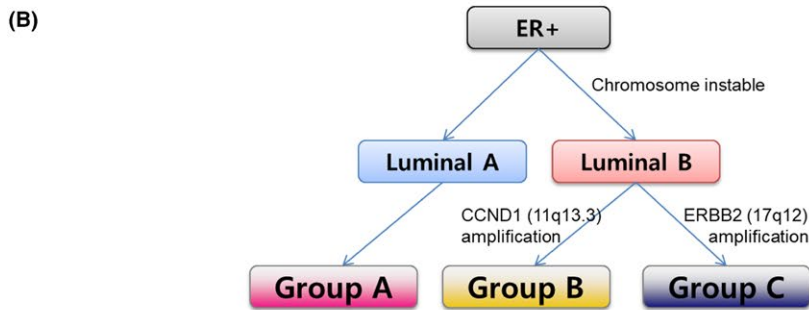 (B)
ER+
Chromosome instable
Luminal A
Luminal B
CCND1 (11q13.3)
amplification
ERBB2 (17q12)
amplification
Group A
Group B
Group C